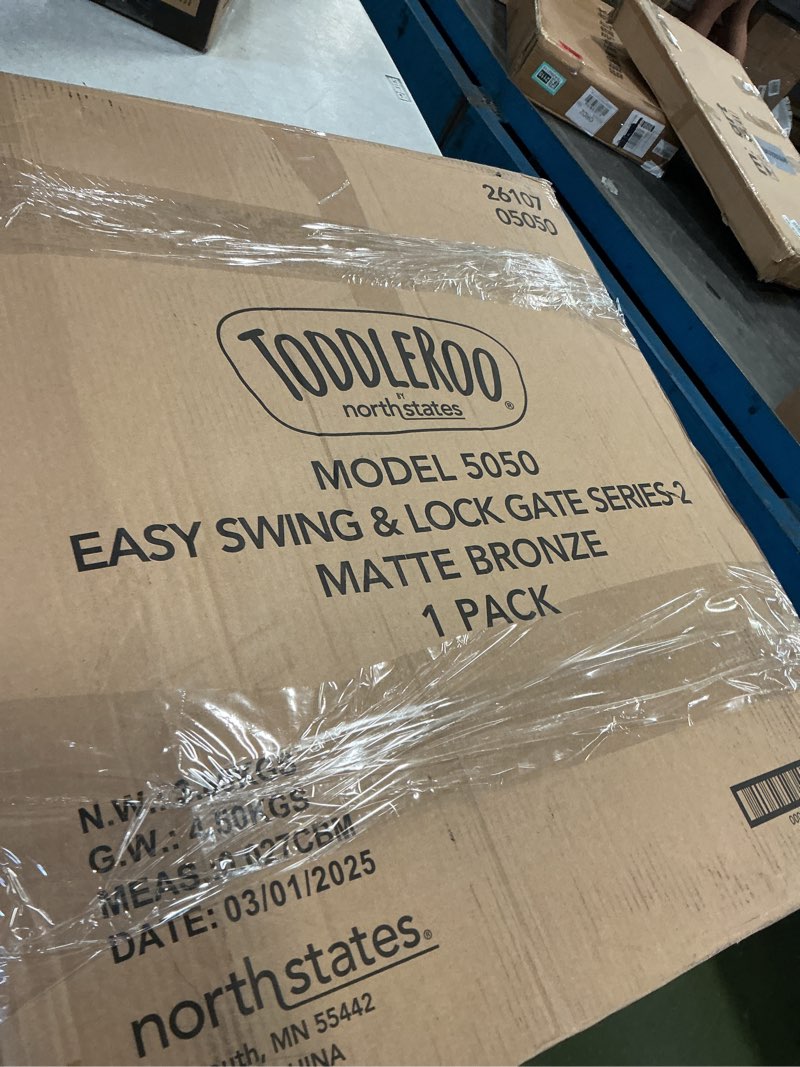 26107
05050
TODDLEROO®
BY
northstates
MODEL 5050
EASY SWING & LOCK GATE SERIES-2
MATTE BRONZE
1 PACK
N.W.:
G.W.: 4.50KGS
MEAS.:
DATE: 03/01/2025
northstates®
MN 55442